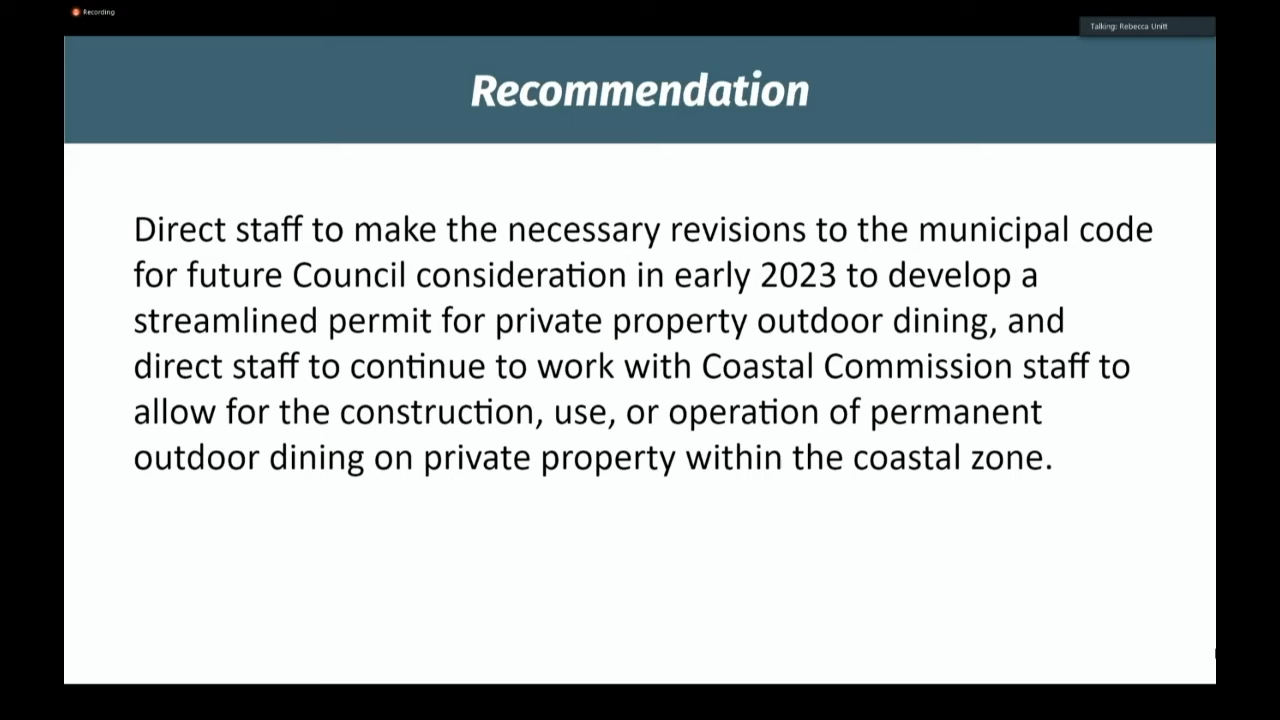 Recording
Talking: Rebecca Unitt
Recommendation
Direct staff to make the necessary revisions to the municipal code
for future Council consideration in early 2023 to develop a
streamlined permit for private property outdoor dining, and
direct staff to continue to work with Coastal Commission staff to
allow for the construction, use, or operation of permanent
outdoor dining on private property within the coastal zone.